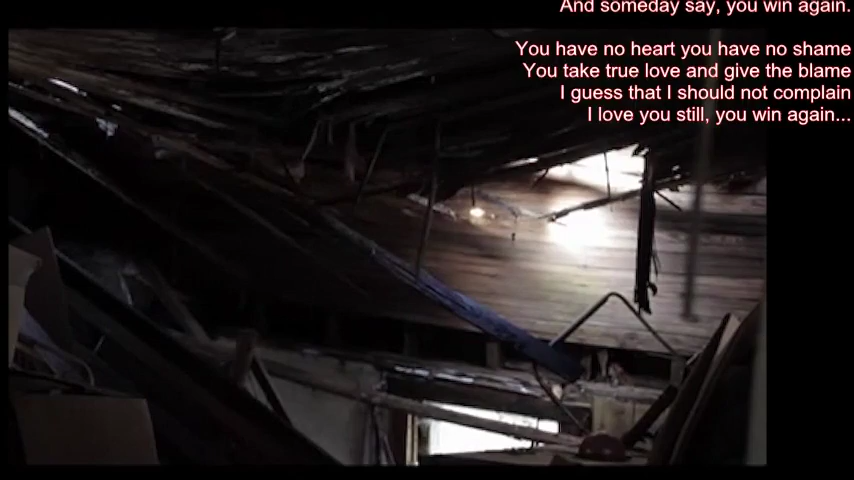 And someday say, you win again.
You have no heart you have no shame
You take true love and give the blame
I guess that I should not complain
I love you still, you win again...